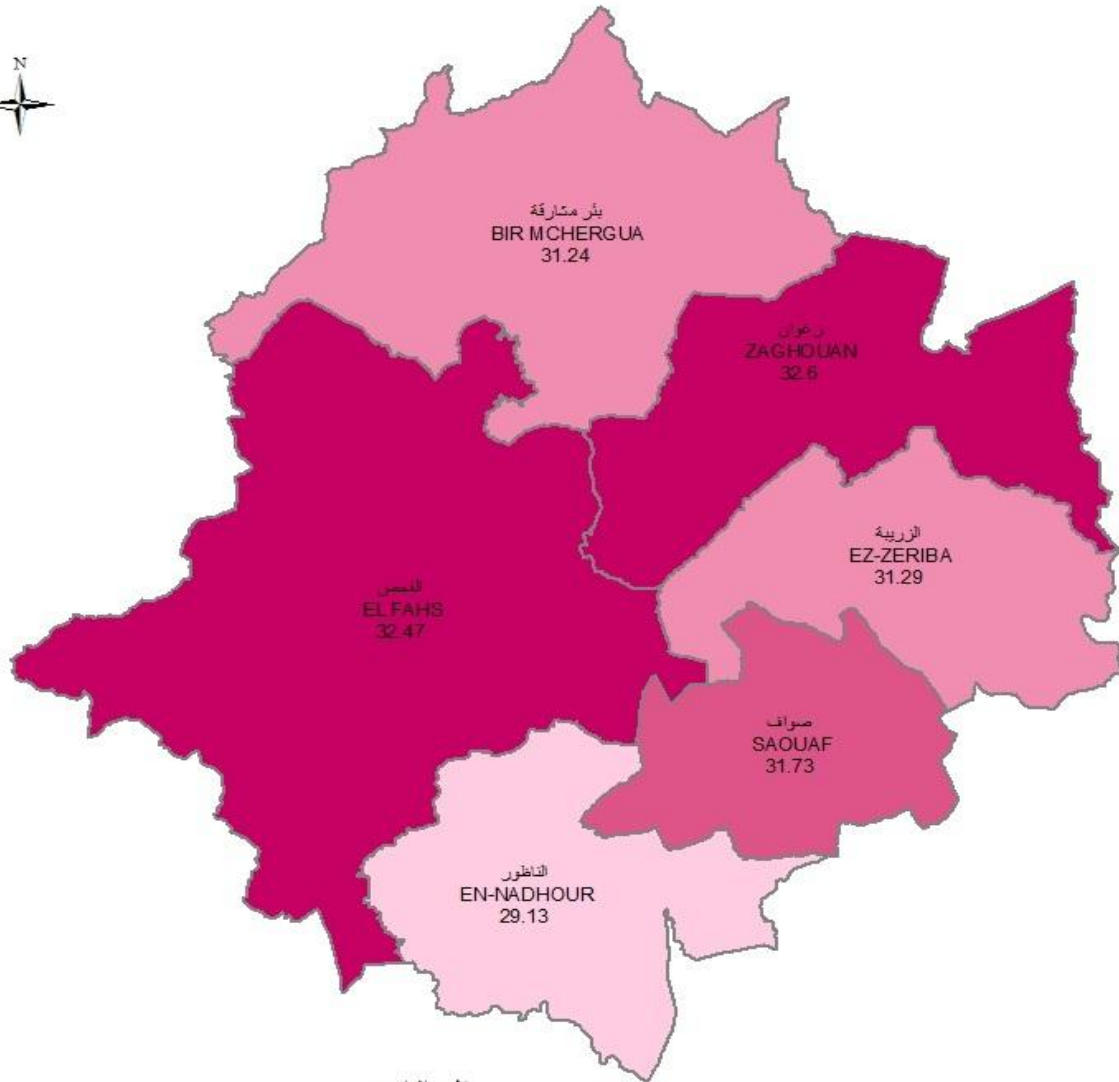 N
بئر مشارقة
BIR MCHERGUA
31.24
زغوان
ZAGHOUAN
32.6
الزريبة
EZ-ZERIBA
31.29
الفحص
EL FAHS
32.47
صواف
SAOUAF
31.73
الناظور
EN-NADHOUR
29.13